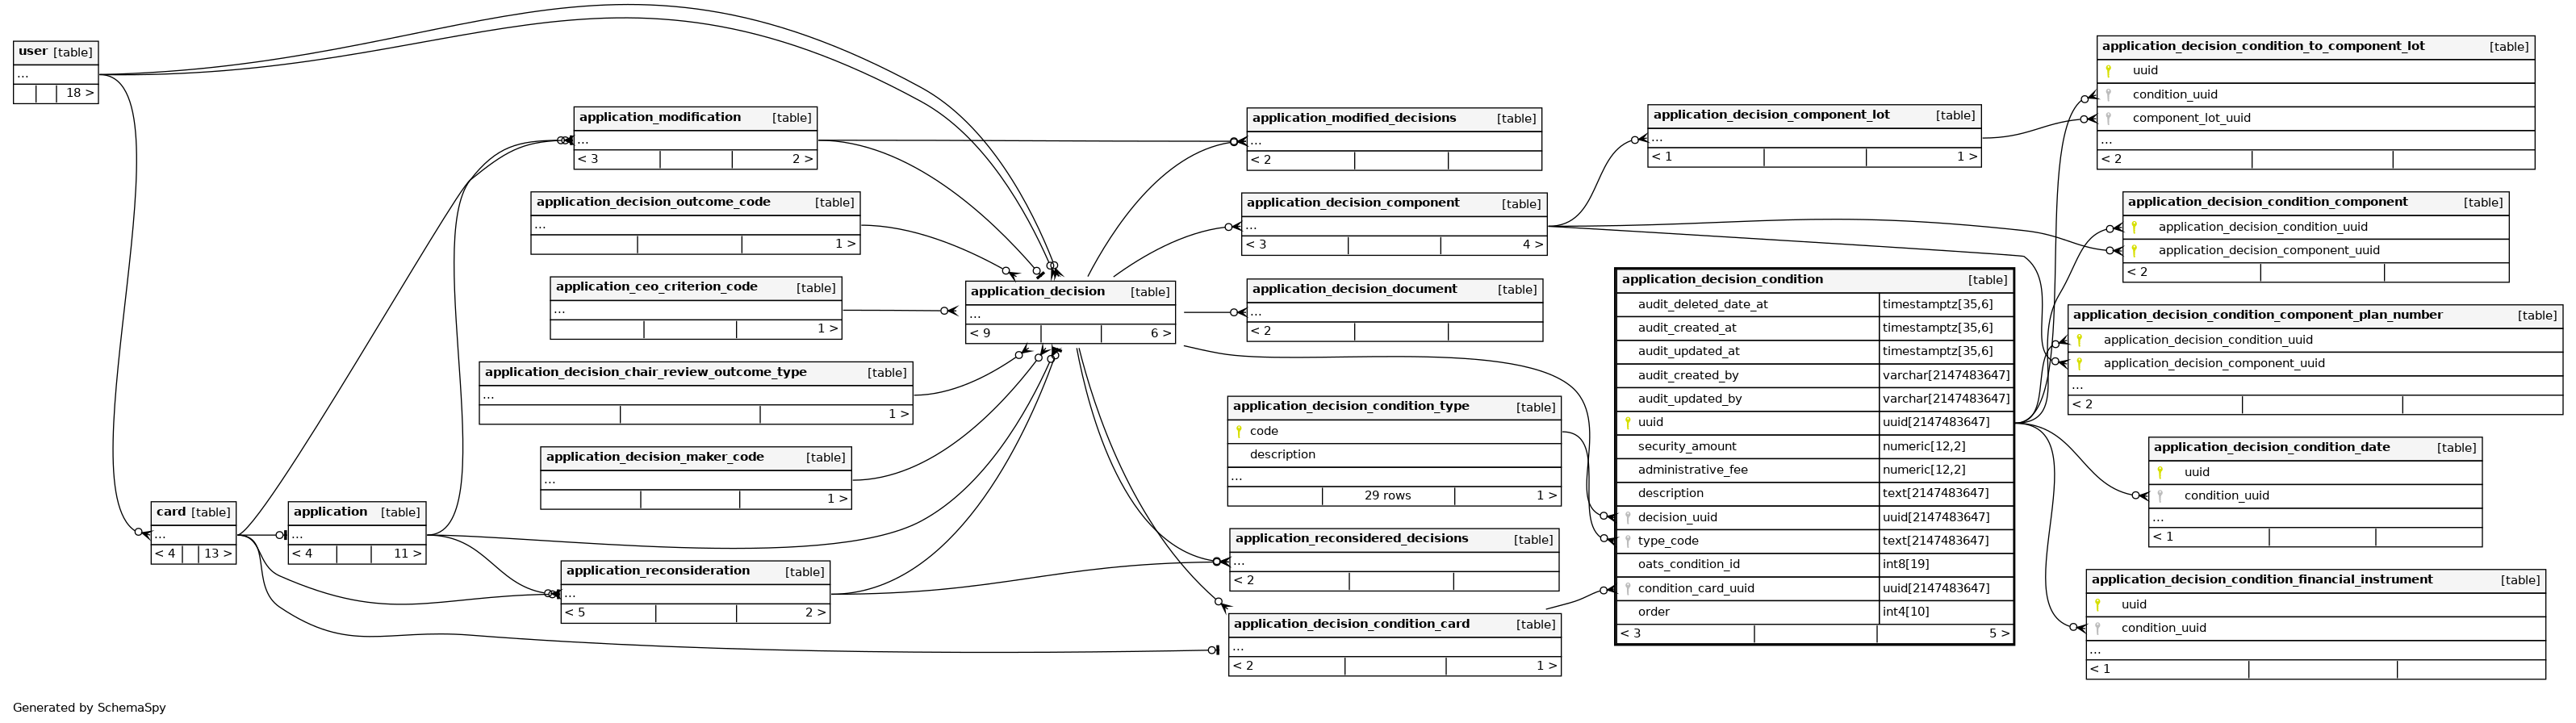 user [table]
...
18 >
application_modification [table]
...
< 3 2 >
application_decision_outcome_code [table]
...
1 >
application_ceo_criterion_code [table]
...
1 >
application_decision_chair_review_outcome_type [table]
...
1 >
application_decision_maker_code [table]
...
1 >
card [table]
...
< 4 13 >
application [table]
...
< 4 11 >
application_reconsideration [table]
...
< 5 2 >
application_decision [table]
...
< 9 6 >
application_modified_decisions [table]
...
< 2
application_decision_component [table]
...
< 3 4 >
application_decision_document [table]
...
< 2
application_decision_condition_type [table]
code
description
...
29 rows 1 >
application_reconsidered_decisions [table]
...
< 2
application_decision_condition_card [table]
...
< 2 1 >
application_decision_component_lot [table]
...
< 1 1 >
application_decision_condition [table]
audit_deleted_date_at timestamptz[35,6]
audit_created_at timestamptz[35,6]
audit_updated_at timestamptz[35,6]
audit_created_by varchar[2147483647]
audit_updated_by varchar[2147483647]
uuid uuid[2147483647]
security_amount numeric[12,2]
administrative_fee numeric[12,2]
description text[2147483647]
decision_uuid uuid[2147483647]
type_code text[2147483647]
oats_condition_id int8[19]
condition_card_uuid uuid[2147483647]
order int4[10]
< 3 5 >
application_decision_condition_to_component_lot [table]
uuid
condition_uuid
component_lot_uuid
...
< 2
application_decision_condition_component [table]
application_decision_condition_uuid
application_decision_component_uuid
< 2
application_decision_condition_component_plan_number [table]
application_decision_condition_uuid
application_decision_component_uuid
...
< 2
application_decision_condition_date [table]
uuid
condition_uuid
...
< 1
application_decision_condition_financial_instrument [table]
uuid
condition_uuid
...
< 1
Generated by SchemaSpy